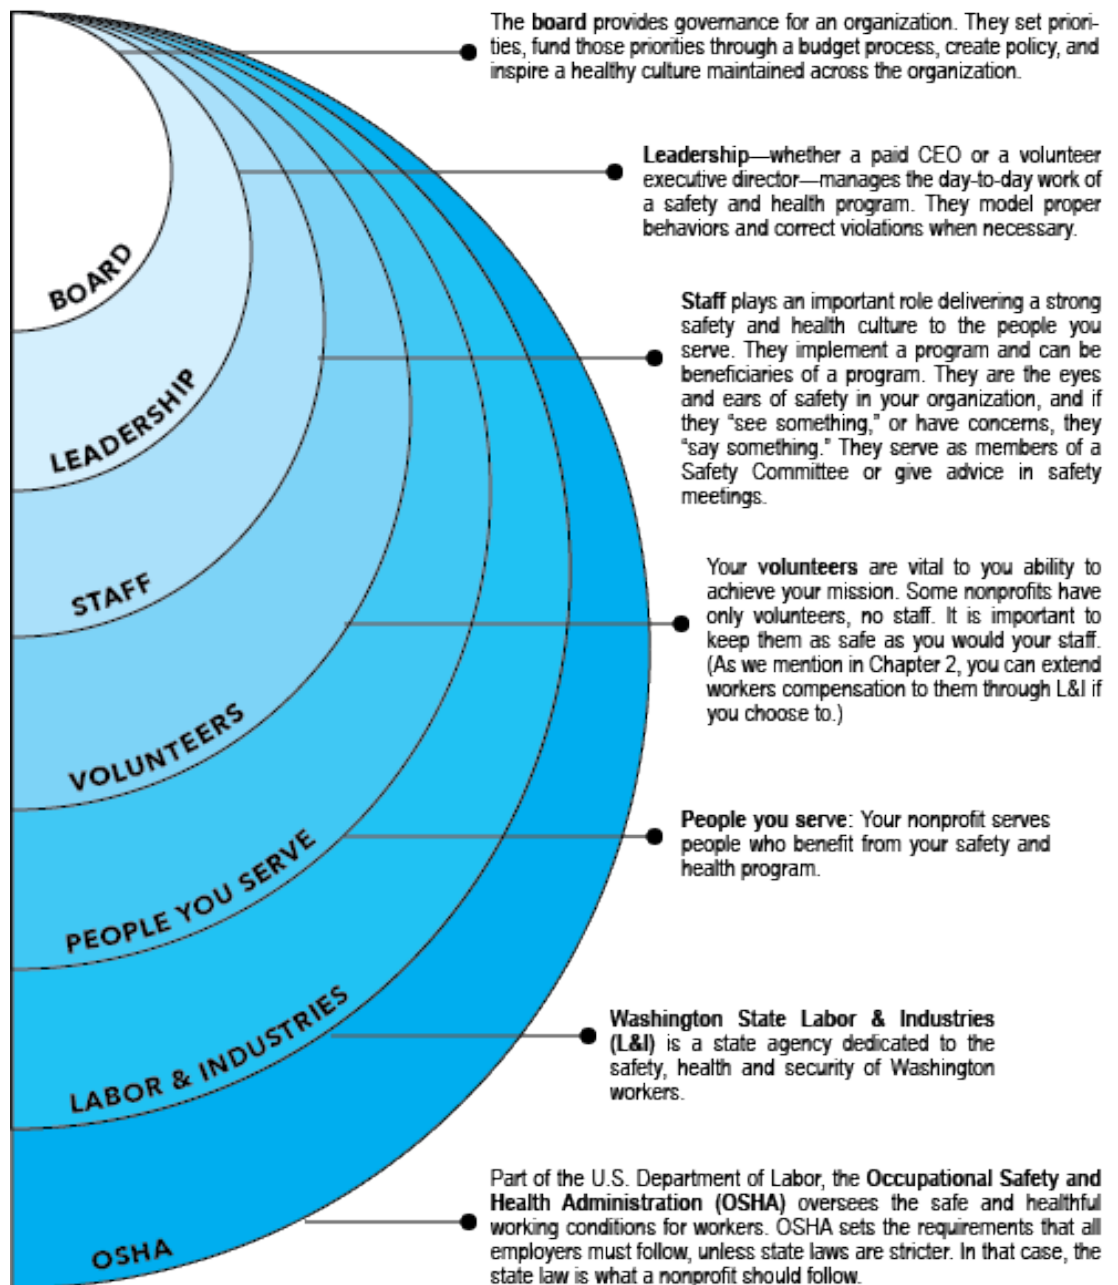 The board provides governance for an organization. They set priori-
ties, fund those priorities through a budget process, create policy, and
inspire a healthy culture maintained across the organization.
Leadership—whether a paid CEO or a volunteer
executive director—manages the day-to-day work of
a safety and health program. They model proper
behaviors and correct violations when necessary.
BOARD
Staff plays an important role delivering a strong
safety and health culture to the people you
serve. They implement a program and can be
beneficiaries of a program. They are the eyes
and ears of safety in your organization, and if
they “see something,” or have concerns, they
“say something.” They serve as members of a
Safety Committee or give advice in safety
meetings.
LEADERSHIP
STAFF
Your volunteers are vital to you ability to
achieve your mission. Some nonprofits have
only volunteers, no staff. It is important to
keep them as safe as you would your staff.
(As we mention in Chapter 2, you can extend
workers compensation to them through L&I if
you choose to.)
VOLUNTEERS
People you serve: Your nonprofit serves
people who benefit from your safety and
health program.
PEOPLE YOU SERVE
Washington State Labor & Industries
(L&I) is a state agency dedicated to the
safety, health and security of Washington
workers.
LABOR & INDUSTRIES
Part of the U.S. Department of Labor, the Occupational Safety and
Health Administration (OSHA) oversees the safe and healthful
working conditions for workers. OSHA sets the requirements that all
employers must follow, unless state laws are stricter. In that case, the
state law is what a nonprofit should follow.
OSHA